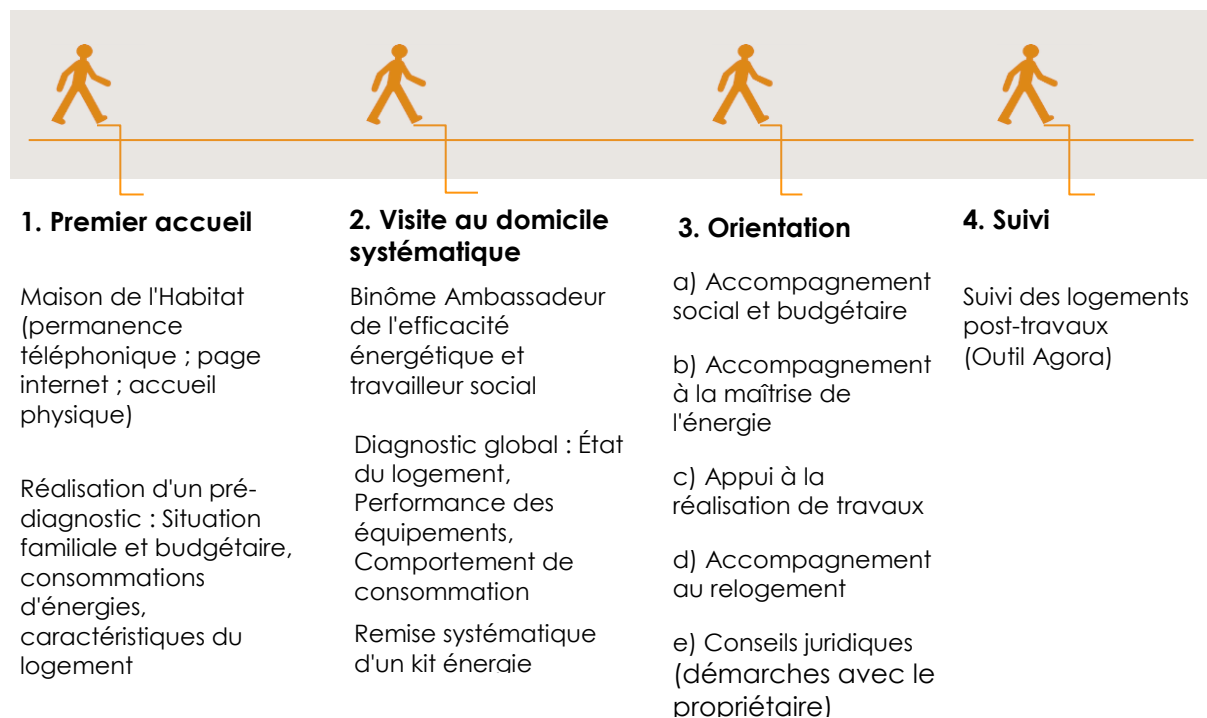 1. Premier accueil
Maison de l'Habitat
(permanence
téléphonique ; page
internet ; accueil
physique)
Réalisation d'un pré-
diagnostic : Situation
familiale et budgétaire,
consommations
d'énergies,
caractéristiques du
logement
2. Visite au domicile
systématique
Binôme Ambassadeur
de l'efficacité
énergétique et
travailleur social
Diagnostic global : État
du logement,
Performance des
équipements,
Comportement de
consommation
Remise systématique
d'un kit énergie
3. Orientation
a) Accompagnement
social et budgétaire
b) Accompagnement
à la maîtrise de
l'énergie
c) Appui à la
réalisation de travaux
d) Accompagnement
au relogement
e) Conseils juridiques
(démarches avec le
propriétaire)
4. Suivi
Suivi des logements
post-travaux
(Outil Agora)